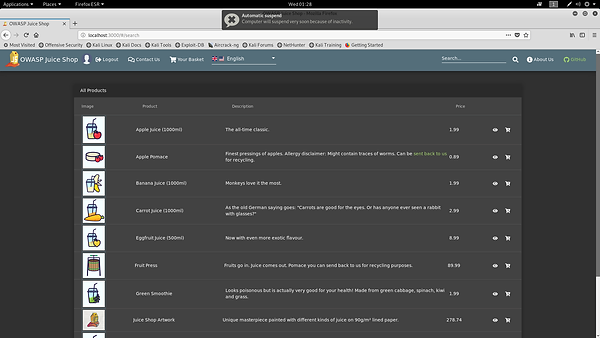 Applications Places Firefox ESR Wed 01:28
Automatic suspend
Computer will suspend very soon because of inactivity.
OWASP Juice Shop
localhost:3000/#/search
Most Visited Offensive Security Kali Linux Kali Docs Kali Tools Exploit-DB Aircrack-ng Kali Forums NetHunter Kali Training Getting Started
OWASP Juice Shop Logout Contact Us Your Basket English Search... About Us GitHub
All Products
Image Product Description Price
Apple Juice (1000ml) The all-time classic. 1.99
Finest pressings of apples. Allergy disclaimer: Might contain traces of worms. Can be sent back to us
Apple Pomace 0.89
for recycling.
Banana Juice (1000ml) Monkeys love it the most. 1.99
As the old German saying goes: "Carrots are good for the eyes. Or has anyone ever seen a rabbit
Carrot Juice (1000ml) 2.99
with glasses?"
Eggfruit Juice (500ml) Now with even more exotic flavour. 8.99
Fruit Press Fruits go in. Juice comes out. Pomace you can send back to us for recycling purposes. 89.99
Looks poisonous but is actually very good for your health! Made from green cabbage, spinach, kiwi
Green Smoothie 1.99
and grass.
Juice Shop Artwork Unique masterpiece painted with different kinds of juice on 90g/m² lined paper. 278.74